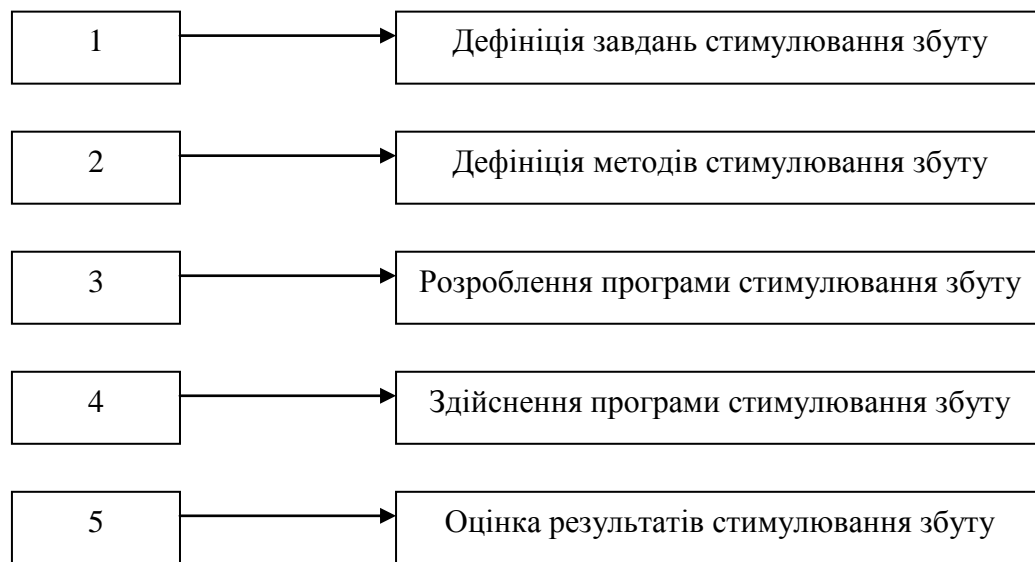 1 Дефініція завдань стимулювання збуту
2 Дефініція методів стимулювання збуту
3 Розроблення програми стимулювання збуту
4 Здійснення програми стимулювання збуту
5 Оцінка результатів стимулювання збуту